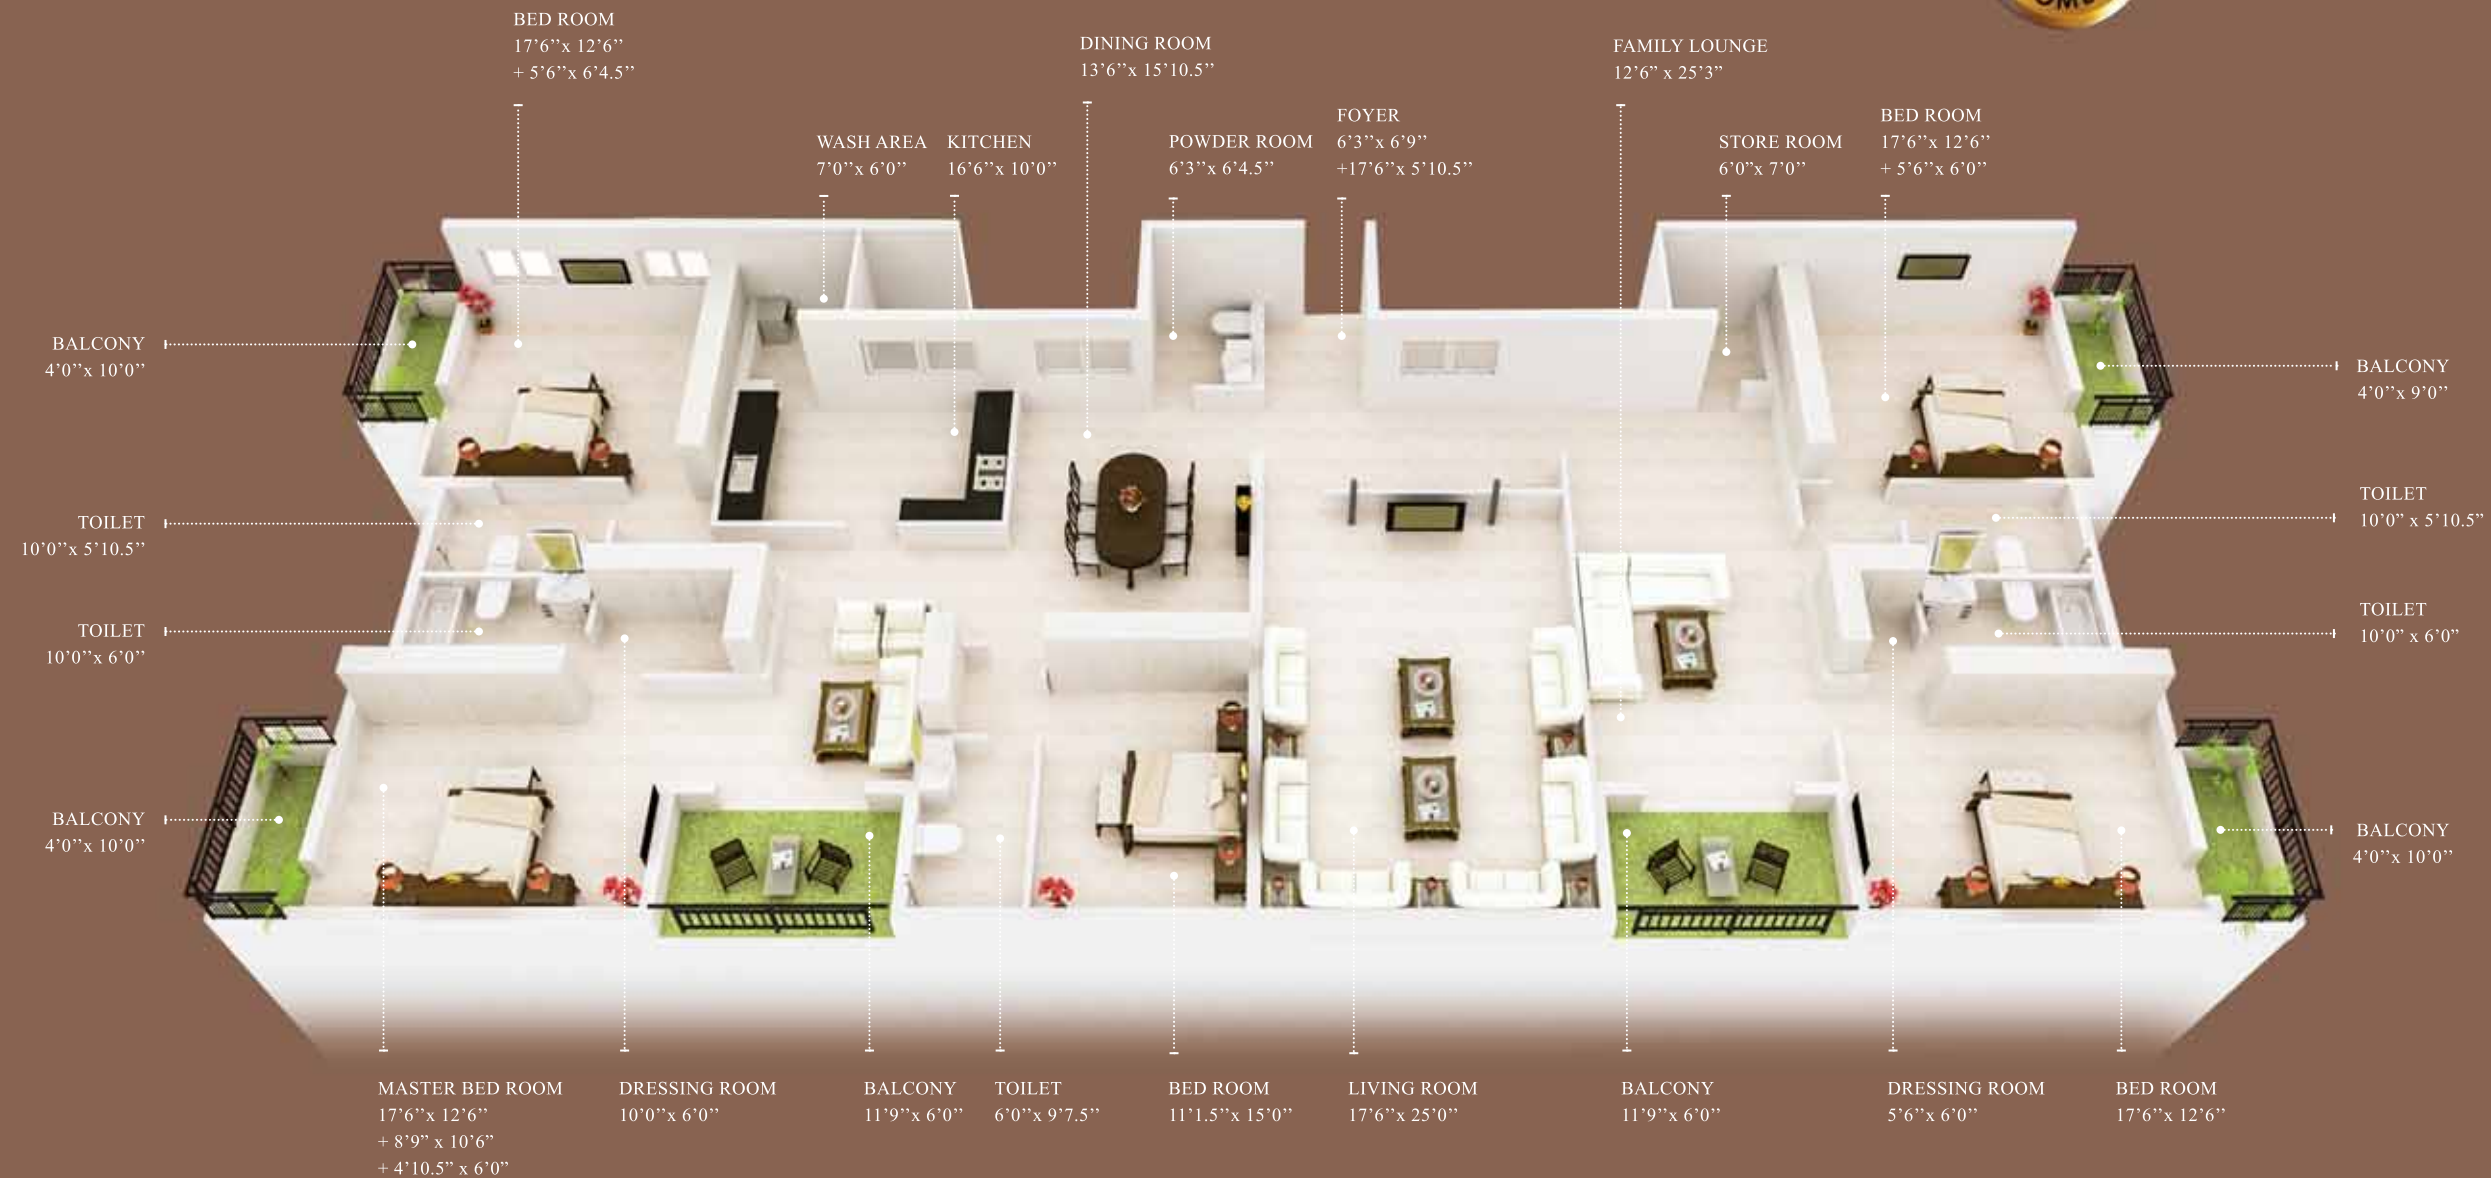 OME
BED ROOM
17’6’’x 12’6’’
+ 5’6’’x 6’4.5’’
DINING ROOM
13’6’’x 15’10.5’’
FAMILY LOUNGE
12’6” x 25’3”
WASH AREA
7’0’’x 6’0’’
KITCHEN
16’6’’x 10’0’’
POWDER ROOM
6’3’’x 6’4.5’’
FOYER
6’3’’x 6’9’’
+17’6’’x 5’10.5’’
STORE ROOM
6’0”x 7’0’’
BED ROOM
17’6’’x 12’6’’
+ 5’6’’x 6’0’’
BALCONY
4’0’’x 10’0’’
TOILET
10’0’’x 5’10.5’’
TOILET
10’0’’x 6’0’’
BALCONY
4’0’’x 10’0’’
BALCONY
4’0’’x 9’0’’
TOILET
10’0” x 5’10.5”
TOILET
10’0” x 6’0”
BALCONY
4’0’’x 10’0’’
MASTER BED ROOM
17’6’’x 12’6’’
+ 8’9” x 10’6”
+ 4’10.5” x 6’0”
DRESSING ROOM
10’0’’x 6’0’’
BALCONY
11’9’’x 6’0’’
TOILET
6’0’’x 9’7.5’’
BED ROOM
11’1.5’’x 15’0’’
LIVING ROOM
17’6’’x 25’0’’
BALCONY
11’9’’x 6’0’’
DRESSING ROOM
5’6’’x 6’0’’
BED ROOM
17’6’’x 12’6’’